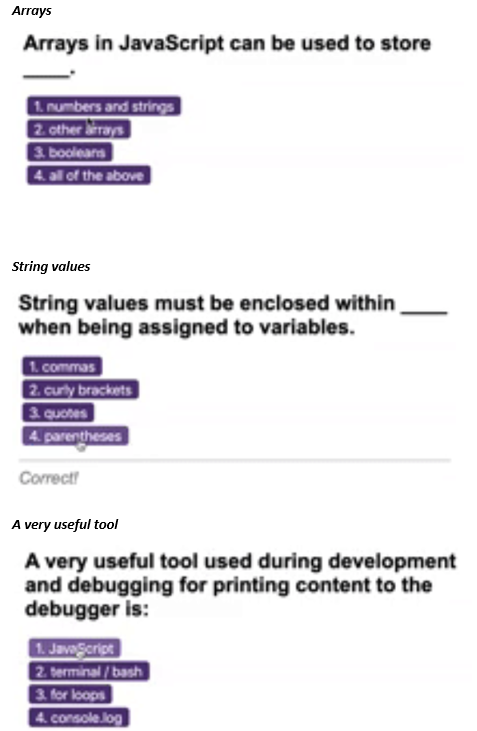 Arrays
Arrays in JavaScript can be used to store
____.
1. numbers and strings
2. other arrays
3. booleans
4. all of the above
String values
String values must be enclosed within ____
when being assigned to variables.
1. commas
2. curly brackets
3. quotes
4. parentheses
Correct!
A very useful tool
A very useful tool used during development
and debugging for printing content to the
debugger is:
1. JavaScript
2. terminal / bash
3. for loops
4. console.log